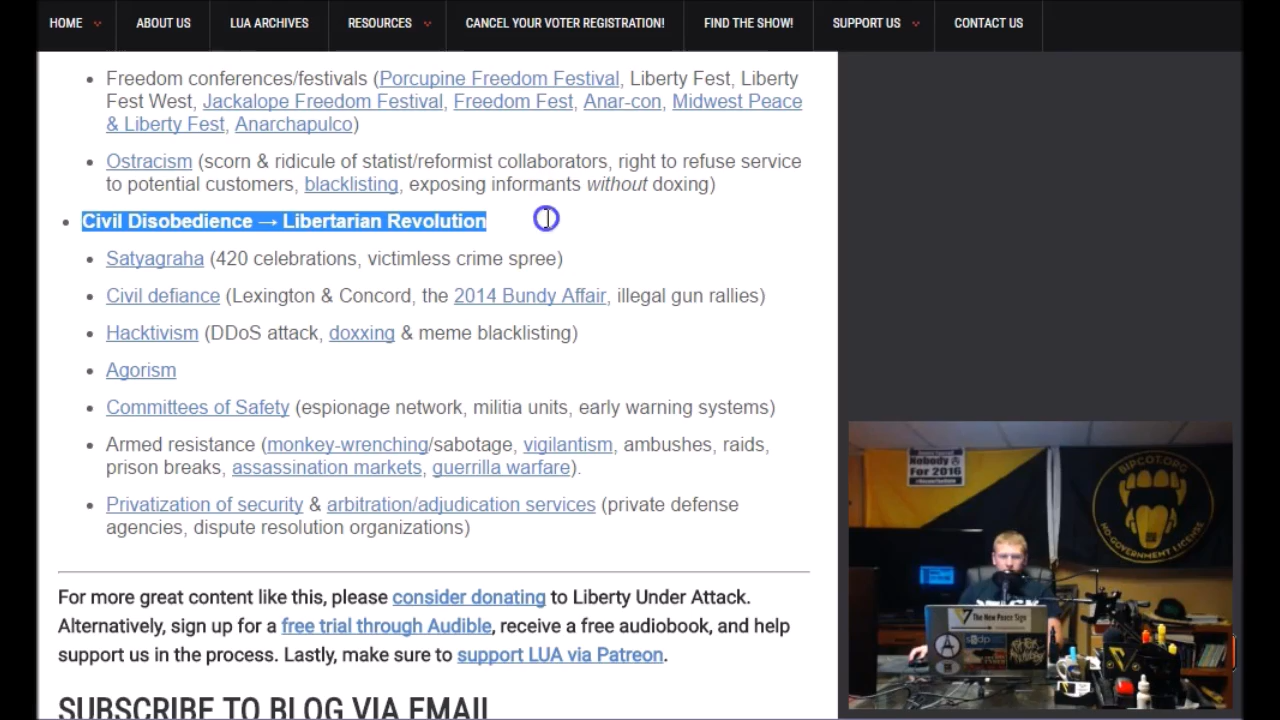 HOME ABOUT US LUA ARCHIVES RESOURCES CANCEL YOUR VOTER REGISTRATION! FIND THE SHOW! SUPPORT US CONTACT US
• Freedom conferences/festivals (Porcupine Freedom Festival, Liberty Fest, Liberty
Fest West, Jackalope Freedom Festival, Freedom Fest, Anar-con, Midwest Peace
& Liberty Fest, Anarchapulco)
• Ostracism (scorn & ridicule of statist/reformist collaborators, right to refuse service
to potential customers, blacklisting, exposing informants without doxing)
• Civil Disobedience → Libertarian Revolution
• Satyagraha (420 celebrations, victimless crime spree)
• Civil defiance (Lexington & Concord, the 2014 Bundy Affair, illegal gun rallies)
• Hacktivism (DDoS attack, doxxing & meme blacklisting)
• Agorism
• Committees of Safety (espionage network, militia units, early warning systems)
• Armed resistance (monkey-wrenching/sabotage, vigilantism, ambushes, raids,
prison breaks, assassination markets, guerrilla warfare).
• Privatization of security & arbitration/adjudication services (private defense
agencies, dispute resolution organizations)
For more great content like this, please consider donating to Liberty Under Attack.
Alternatively, sign up for a free trial through Audible, receive a free audiobook, and help
support us in the process. Lastly, make sure to support LUA via Patreon.
SUBSCRIBE TO BLOG VIA EMAIL
Nobody
For 2016
BIPCOT.ORG
NO GOVERNMENT LICENSE
The New Peace Sign